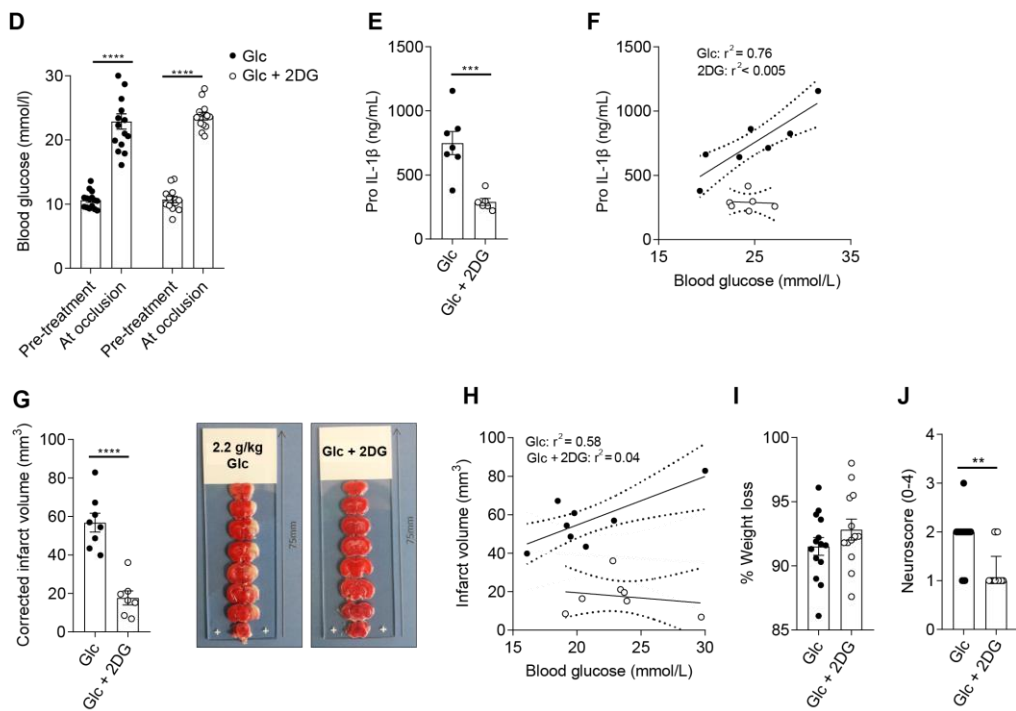 D
Blood glucose (mmol/l)
30
20
10
0
****
****
Glc
Glc + 2DG
Pre-treatment
At occlusion
Pre-treatment
At occlusion
E
Pro IL-1β (ng/mL)
1500
1000
500
0
***
Glc
Glc + 2DG
F
Pro IL-1β (ng/mL)
1500
1000
500
0
Glc: r² = 0.76
2DG: r² < 0.005
15
25
35
Blood glucose (mmol/L)
G
Corrected infarct volume (mm³)
100
80
60
40
20
0
****
Glc
Glc + 2DG
2.2 g/kg
Glc
75mm
Glc + 2DG
75mm
H
Infarct volume (mm³)
100
80
60
40
20
0
Glc: r² = 0.58
Glc + 2DG: r² = 0.04
15
20
25
30
Blood glucose (mmol/L)
I
% Weight loss
100
95
90
85
Glc
Glc + 2DG
J
Neuroscore (0-4)
4
3
2
1
0
**
Glc
Glc + 2DG